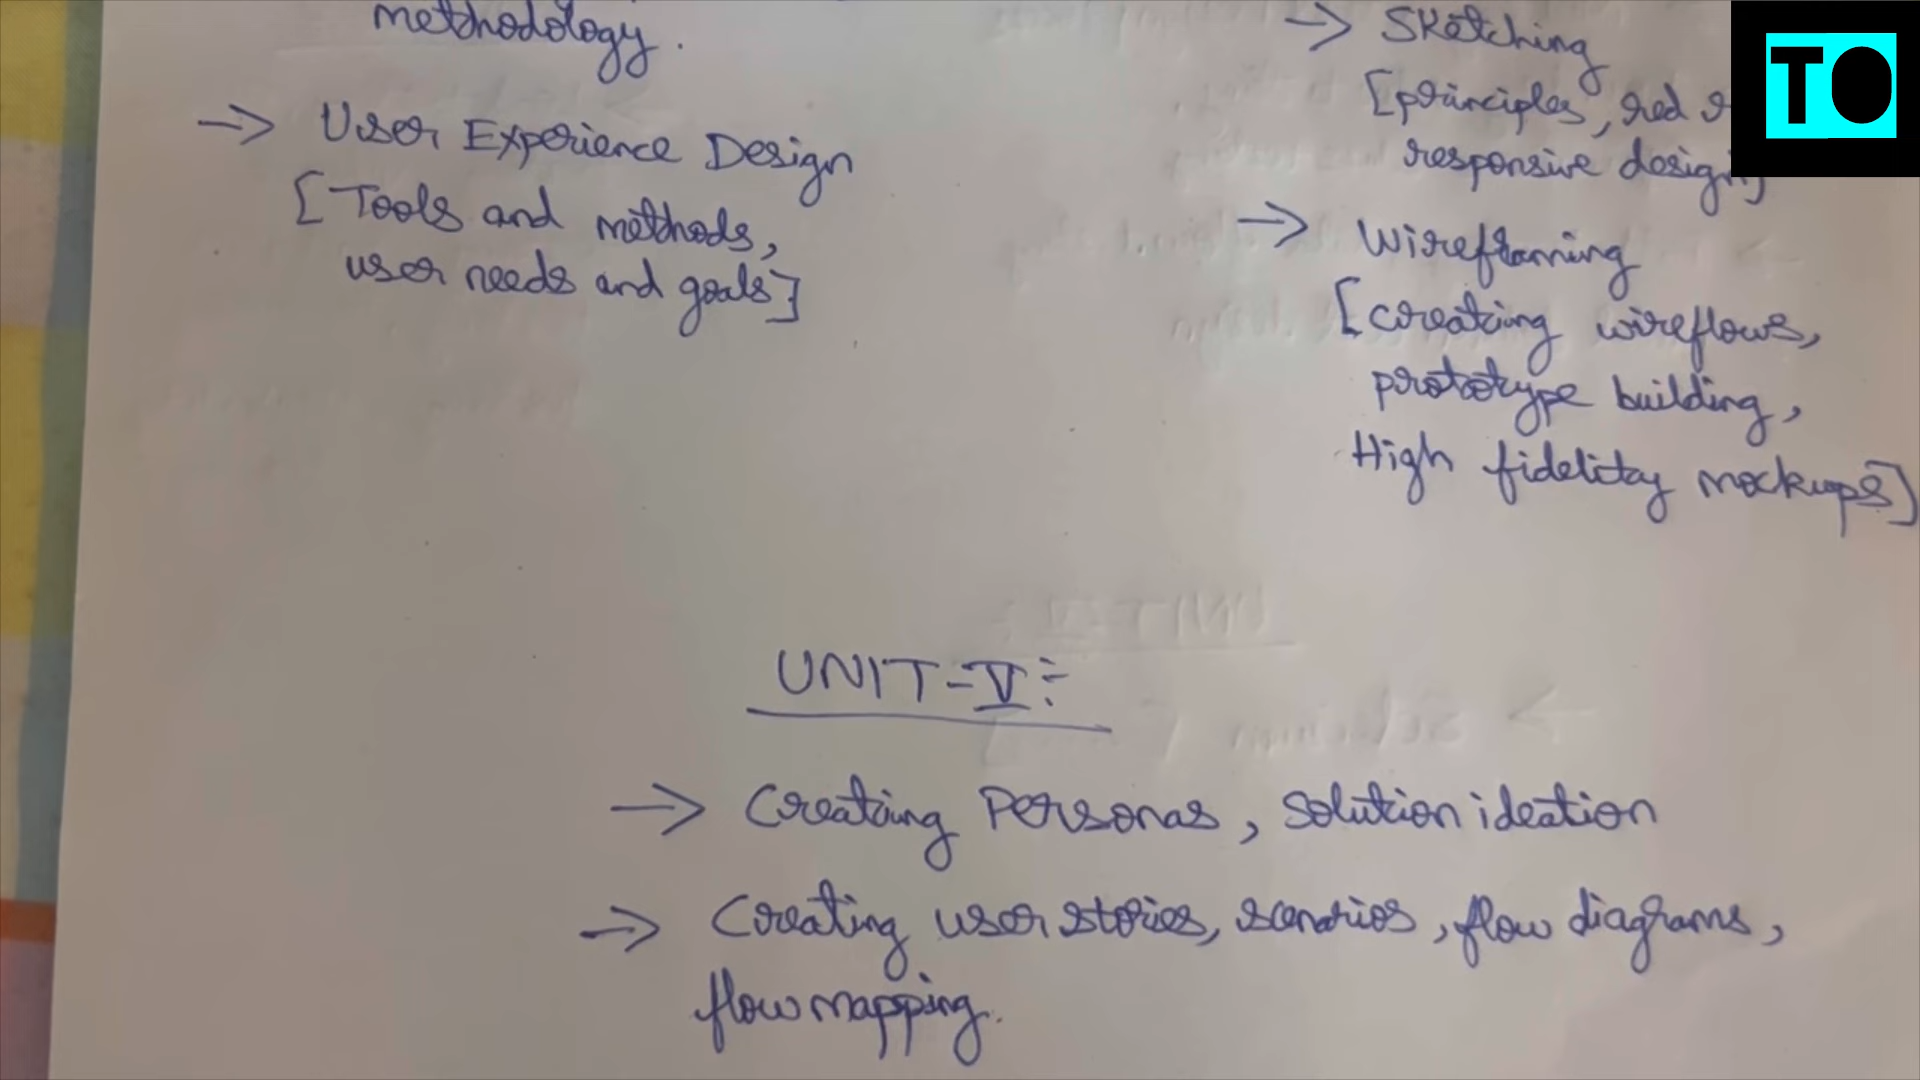 methodology.
→ User Experience Design
[Tools and methods,
user needs and goals]
→ Sketching
[principles, red
responsive design]
→ Wireframing
[creating wireflows,
prototype building,
High fidelity mockups]
UNIT-V:
→ Creating Personas, Solution ideation
→ Creating user stories, scenarios, flow diagrams,
flow mapping.
TO